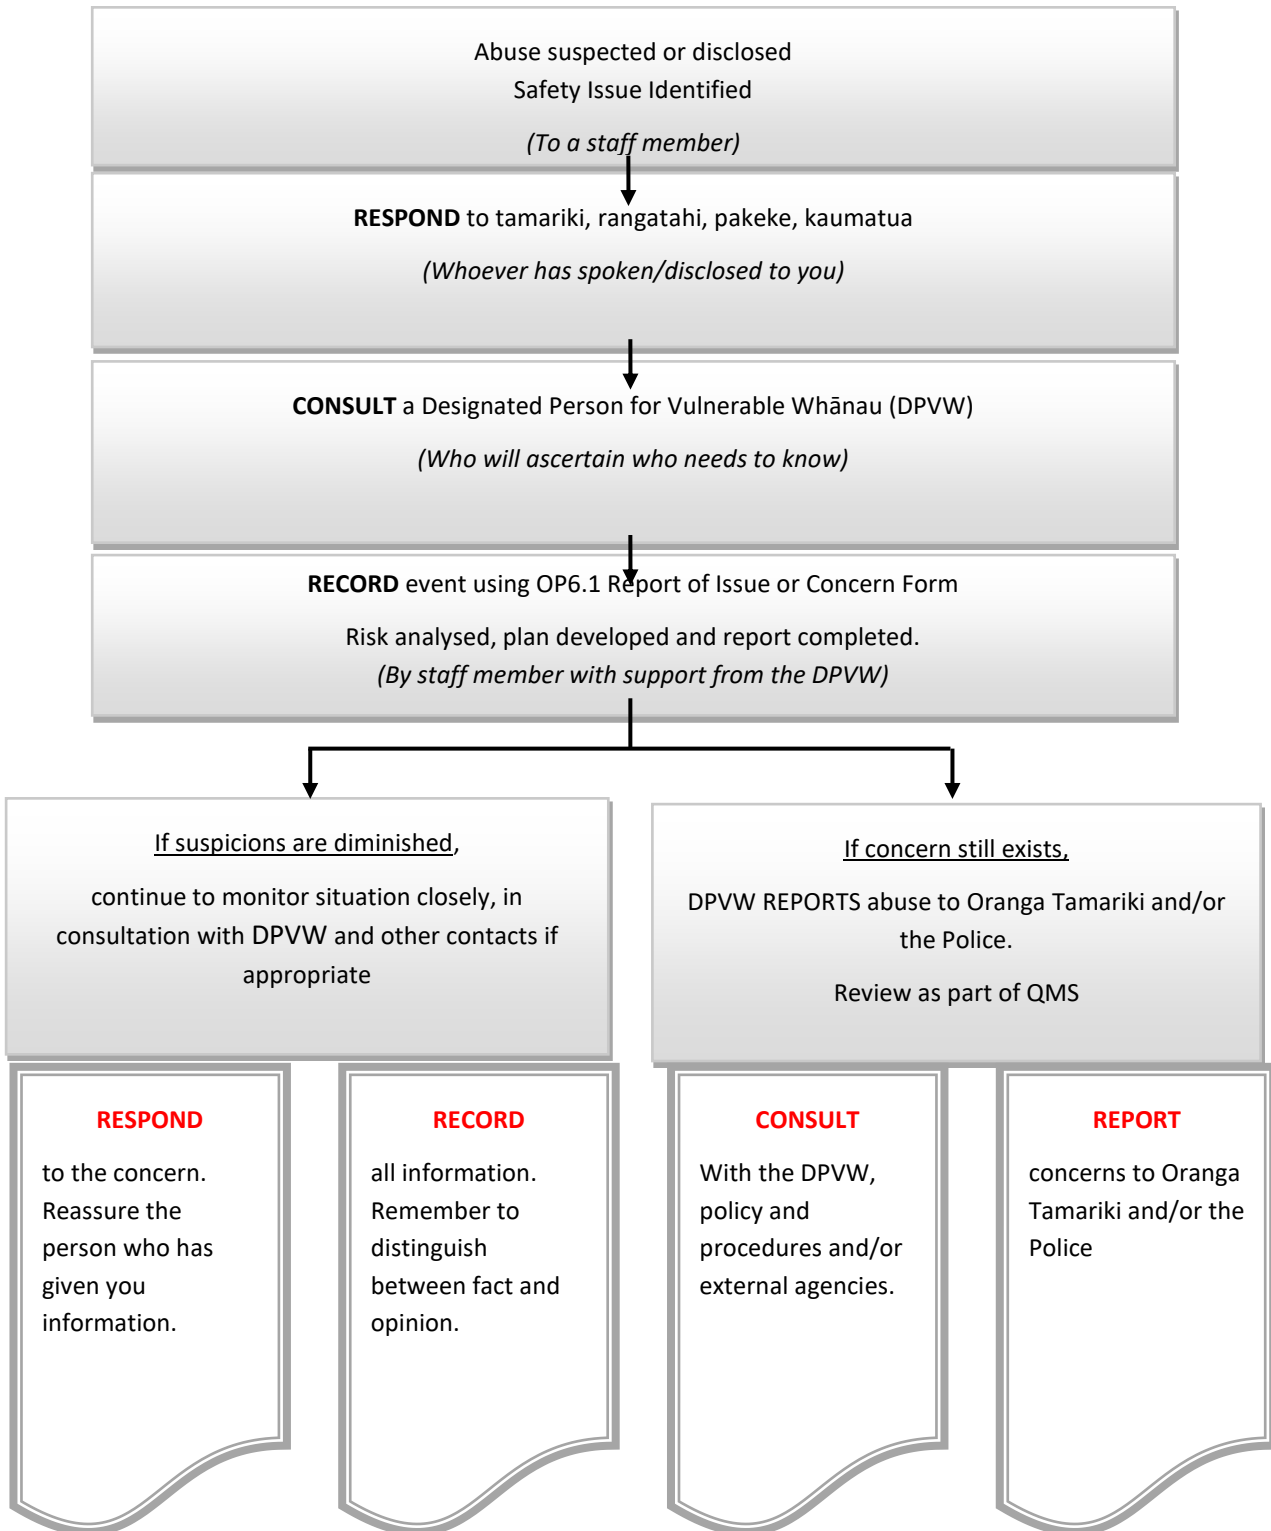 Abuse suspected or disclosed
Safety Issue Identified
(To a staff member)
RESPOND to tamariki, rangatahi, pakeke, kaumatua
(Whoever has spoken/disclosed to you)
CONSULT a Designated Person for Vulnerable Whānau (DPVW)
(Who will ascertain who needs to know)
RECORD event using OP6.1 Report of Issue or Concern Form
Risk analysed, plan developed and report completed.
(By staff member with support from the DPVW)
If suspicions are diminished,
continue to monitor situation closely, in
consultation with DPVW and other contacts if
appropriate
If concern still exists,
DPVW REPORTS abuse to Oranga Tamariki and/or
the Police.
Review as part of QMS
RESPOND
to the concern.
Reassure the
person who has
given you
information.
RECORD
all information.
Remember to
distinguish
between fact and
opinion.
CONSULT
With the DPVW,
policy and
procedures and/or
external agencies.
REPORT
concerns to Oranga
Tamariki and/or the
Police